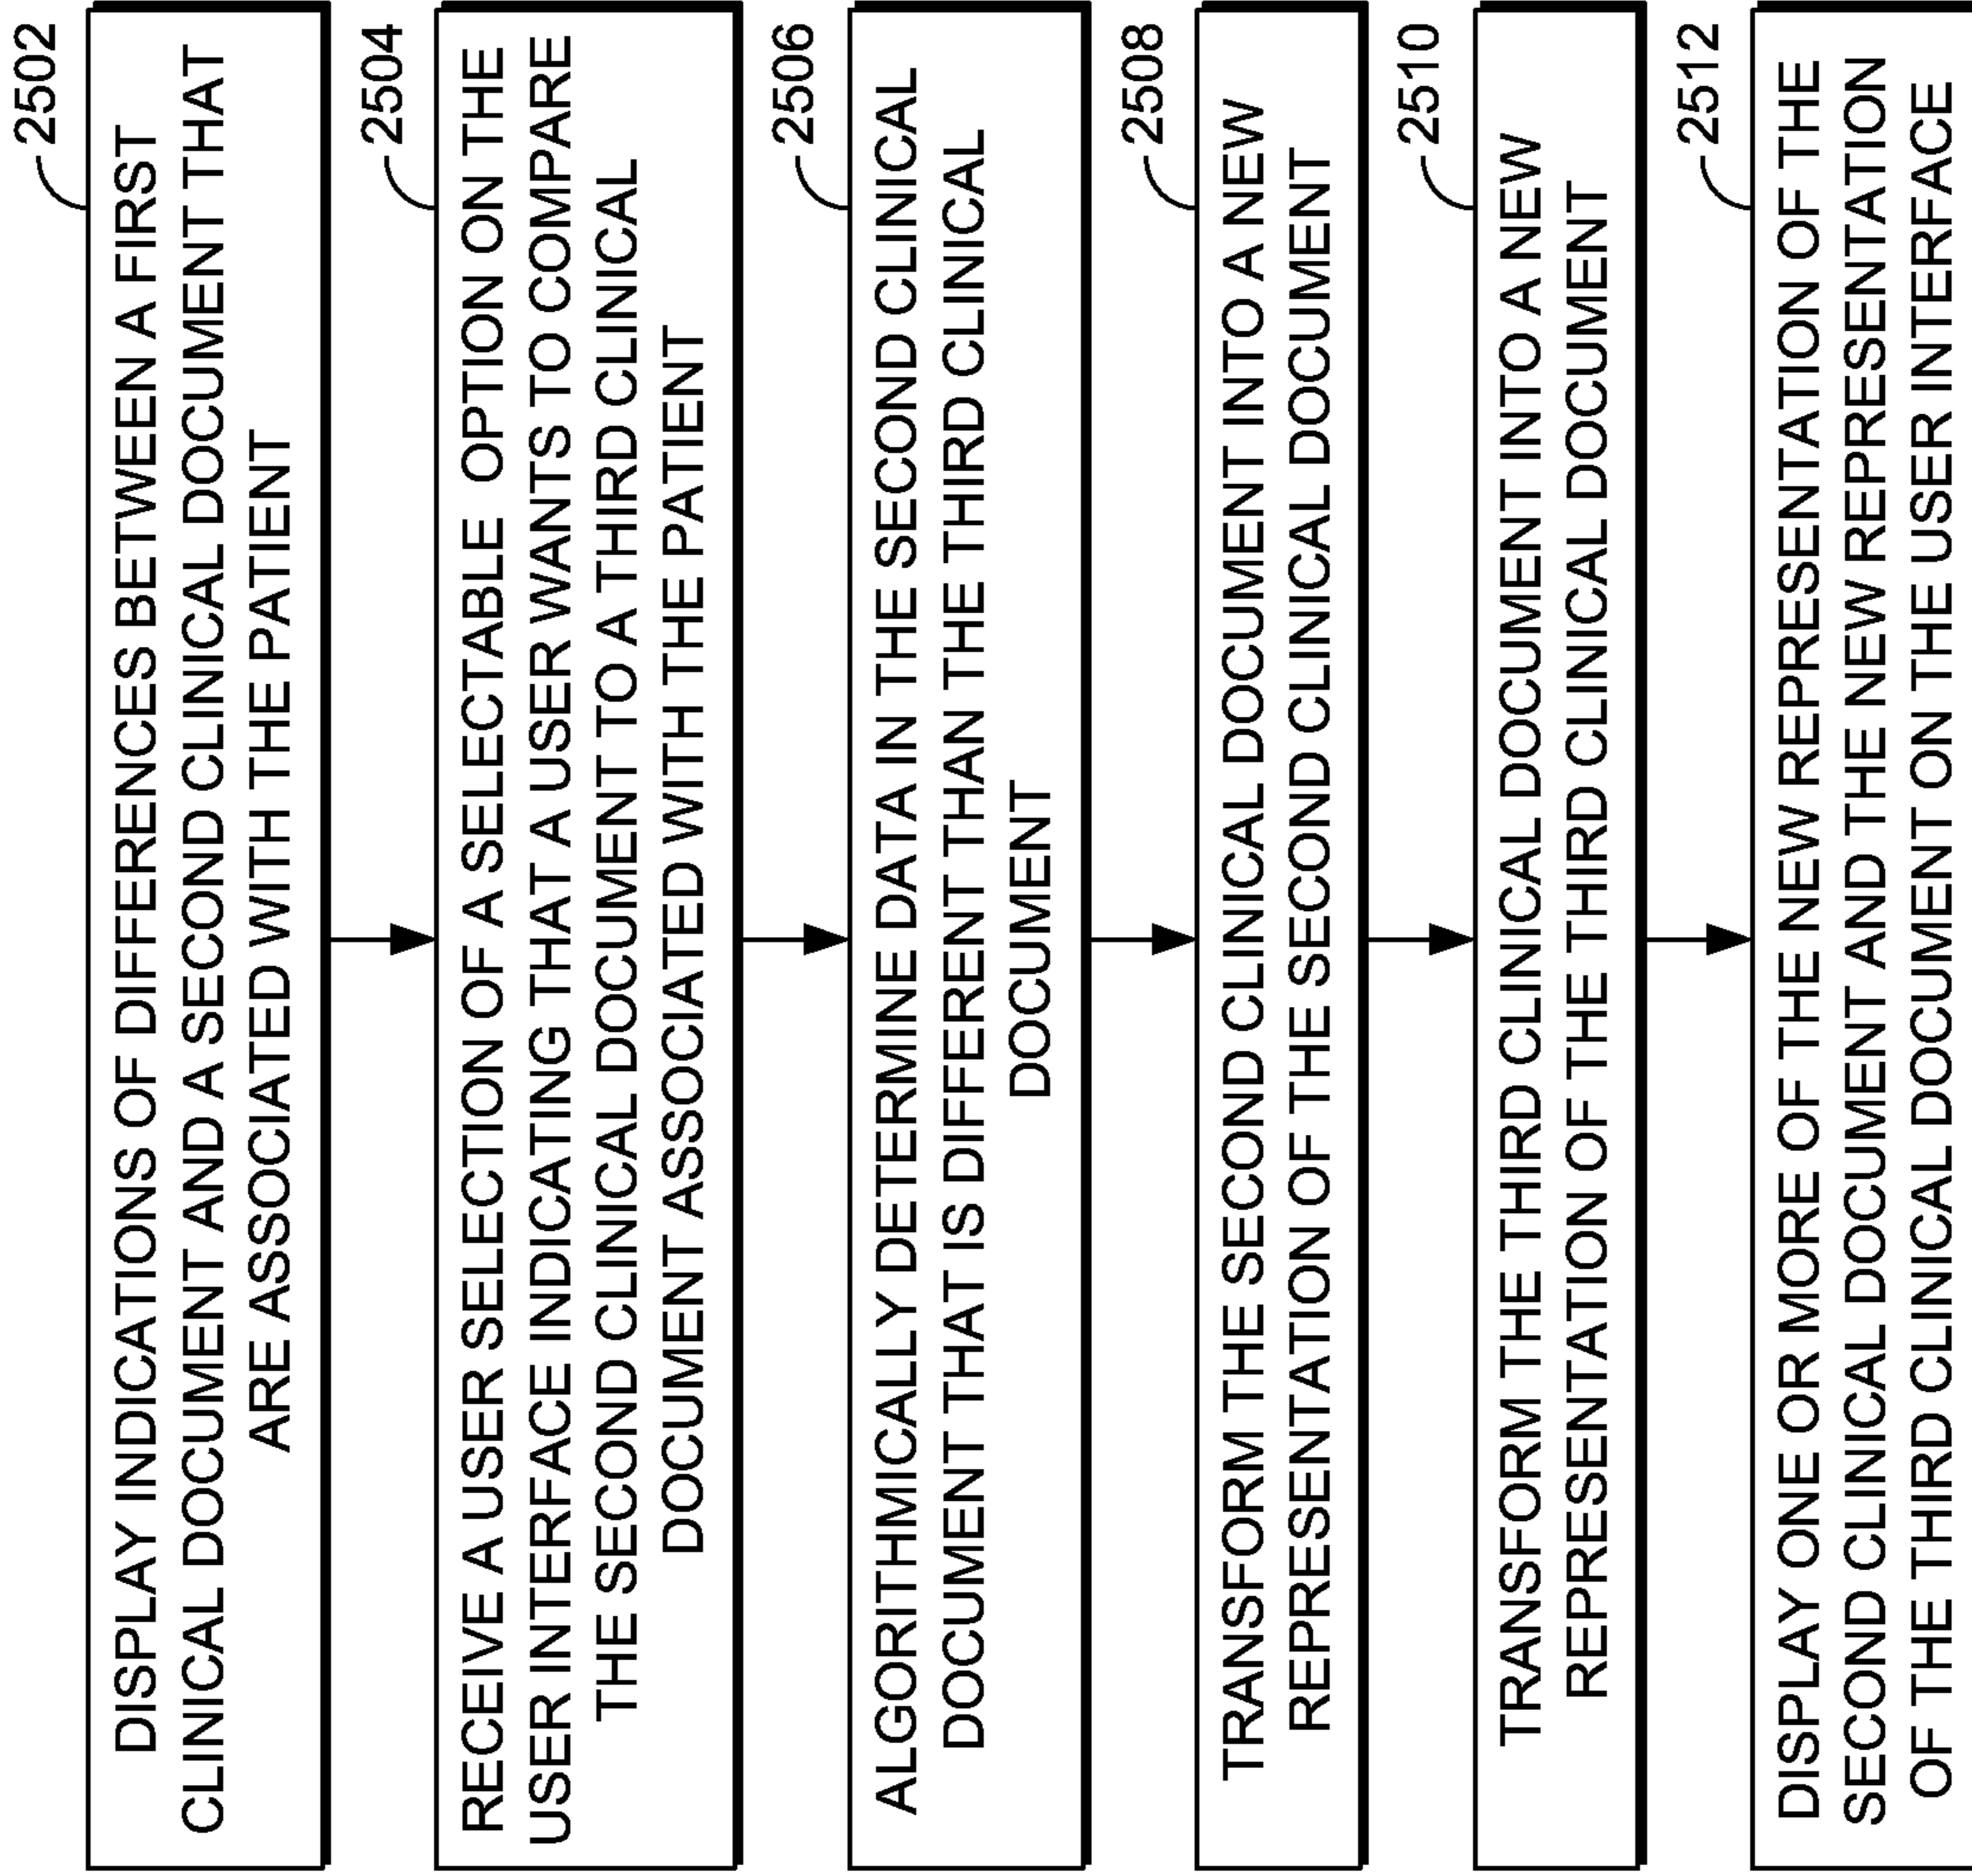 2502
DISPLAY INDICATIONS OF DIFFERENCES BETWEEN A FIRST
CLINICAL DOCUMENT AND A SECOND CLINICAL DOCUMENT THAT
ARE ASSOCIATED WITH THE PATIENT
2504
RECEIVE A USER SELECTION OF A SELECTABLE OPTION ON THE
USER INTERFACE INDICATING THAT A USER WANTS TO COMPARE
THE SECOND CLINICAL DOCUMENT TO A THIRD CLINICAL
DOCUMENT ASSOCIATED WITH THE PATIENT
2506
ALGORITHMICALLY DETERMINE DATA IN THE SECOND CLINICAL
DOCUMENT THAT IS DIFFERENT THAN THE THIRD CLINICAL
DOCUMENT
2508
TRANSFORM THE SECOND CLINICAL DOCUMENT INTO A NEW
REPRESENTATION OF THE SECOND CLINICAL DOCUMENT
2510
TRANSFORM THE THIRD CLINICAL DOCUMENT INTO A NEW
REPRESENTATION OF THE THIRD CLINICAL DOCUMENT
2512
DISPLAY ONE OR MORE OF THE NEW REPRESENTATION OF THE
SECOND CLINICAL DOCUMENT AND THE NEW REPRESENTATION
OF THE THIRD CLINICAL DOCUMENT ON THE USER INTERFACE